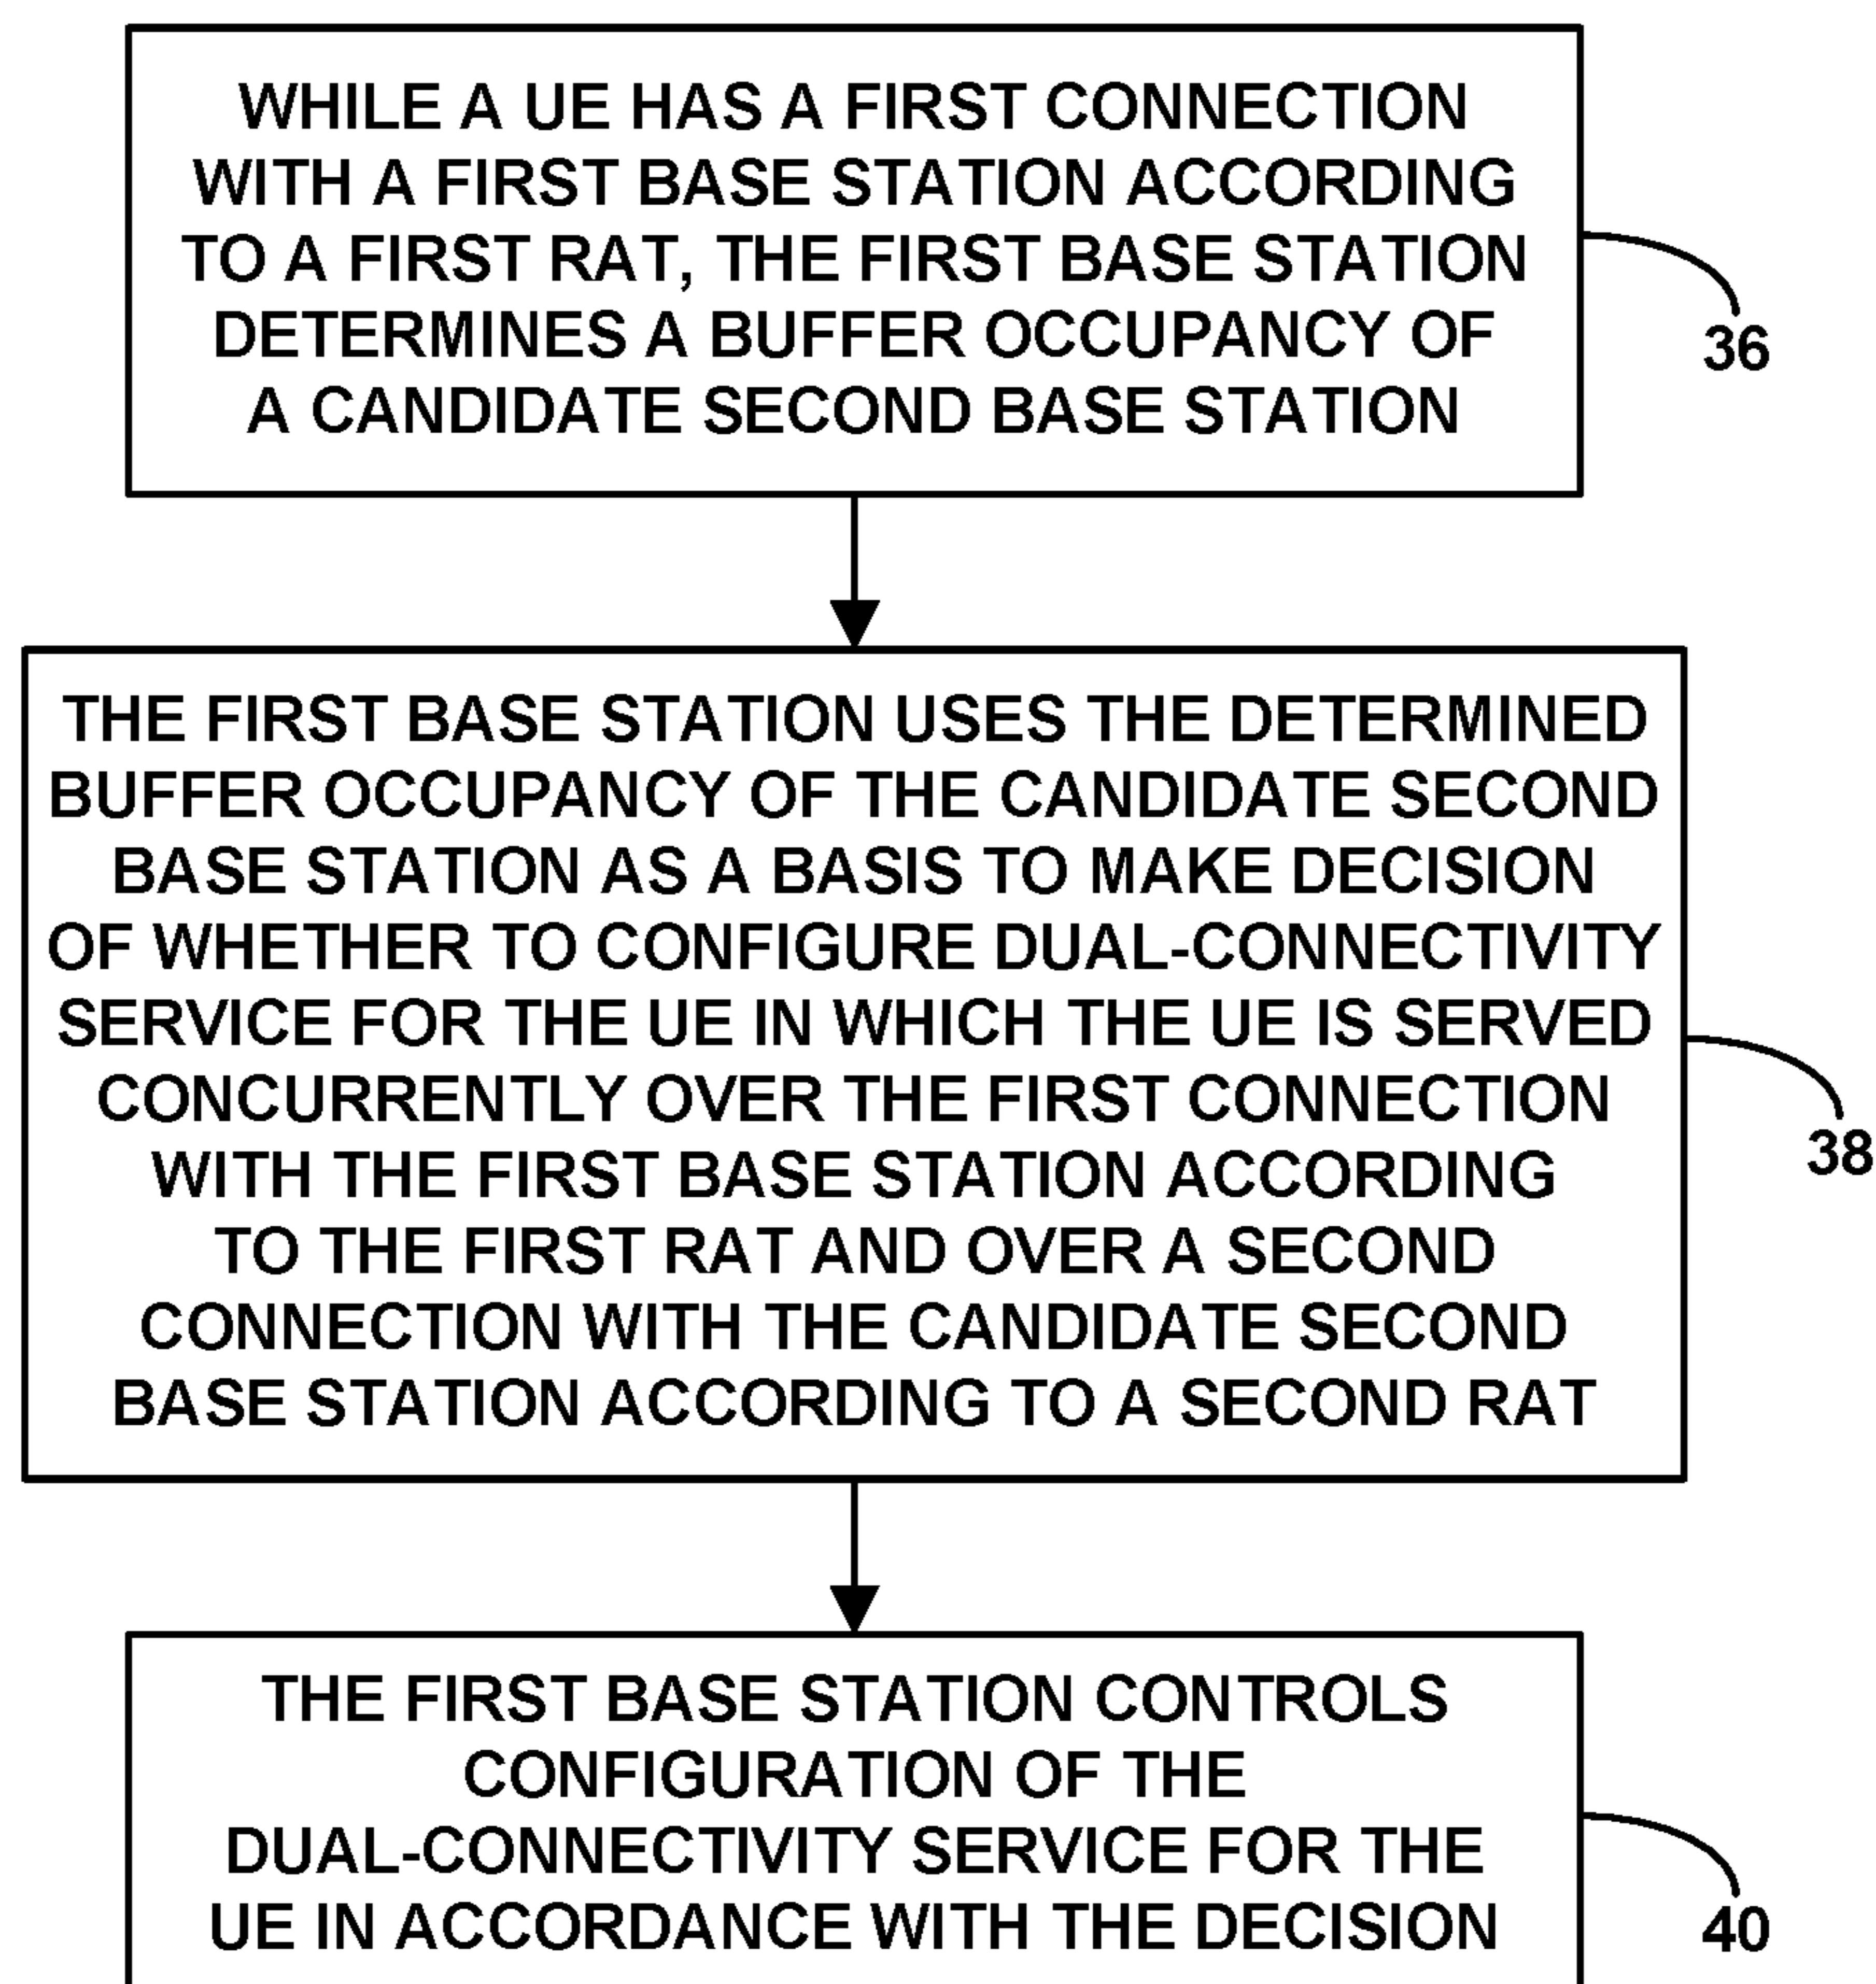 WHILE A UE HAS A FIRST CONNECTION
WITH A FIRST BASE STATION ACCORDING
TO A FIRST RAT, THE FIRST BASE STATION
DETERMINES A BUFFER OCCUPANCY OF
A CANDIDATE SECOND BASE STATION
36
THE FIRST BASE STATION USES THE DETERMINED
BUFFER OCCUPANCY OF THE CANDIDATE SECOND
BASE STATION AS A BASIS TO MAKE DECISION
OF WHETHER TO CONFIGURE DUAL-CONNECTIVITY
SERVICE FOR THE UE IN WHICH THE UE IS SERVED
CONCURRENTLY OVER THE FIRST CONNECTION
WITH THE FIRST BASE STATION ACCORDING
TO THE FIRST RAT AND OVER A SECOND
CONNECTION WITH THE CANDIDATE SECOND
BASE STATION ACCORDING TO A SECOND RAT
38
THE FIRST BASE STATION CONTROLS
CONFIGURATION OF THE
DUAL-CONNECTIVITY SERVICE FOR THE
UE IN ACCORDANCE WITH THE DECISION
40